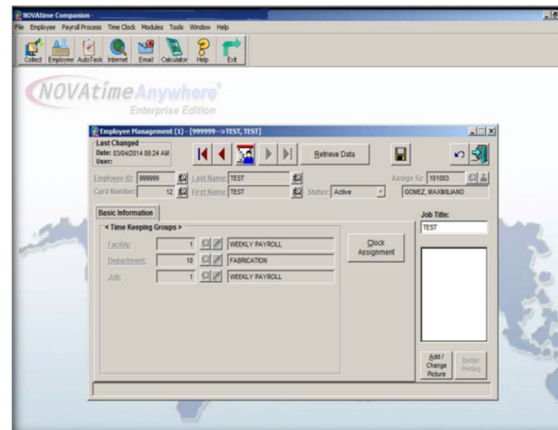 NOVAtime Companion -
File Employee Payroll Process Time Clock Modules Tools Window Help
Collect Employee AutoTask Internet Email Calculator Help Exit
NOVAtime Anywhere
Enterprise Edition
Employee Management (1) - [999999-->TEST, TEST]
Last Changed
Date: 03/04/2014 08:24 AM
User:
Retrieve Data
Employee ID: 999999 Last Name: TEST Assign To: 101003
Card Number: 12 First Name: TEST Status: Active GOMEZ, MAXIMILIANO
Basic Information
Job Title:
< Time Keeping Groups >
TEST
Facility: 1 WEEKLY PAYROLL
Clock
Assignment
Department: 10 FABRICATION
Job: 1 WEEKLY PAYROLL
Add /
Change
Picture
Badge
Printing